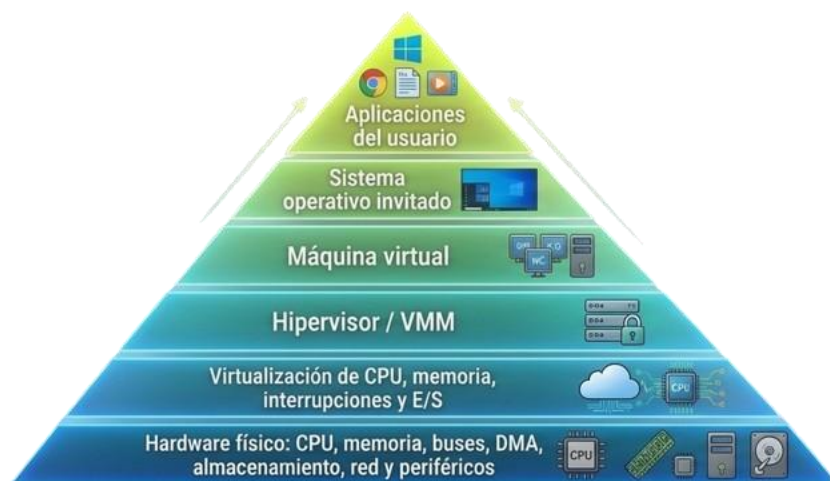 Aplicaciones
del usuario
Sistema
operativo invitado
Máquina virtual
Hipervisor / VMM
Virtualización de CPU, memoria,
interrupciones y E/S
CPU
Hardware físico: CPU, memoria, buses, DMA,
almacenamiento, red y periféricos
CPU